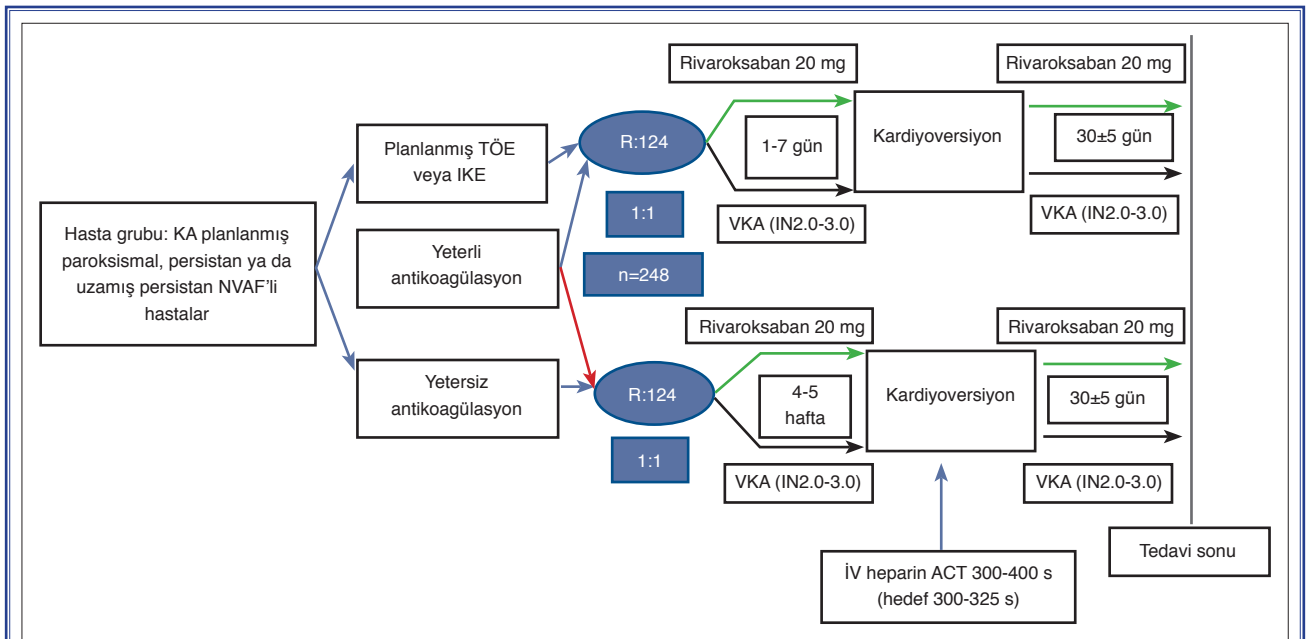 Hasta grubu: KA planlanmış
paroksismal, persistan ya da
uzamış persistan NVAF'li
hastalar
Planlanmış TÖE
veya IKE
Yeterli
antikoagülasyon
Yetersiz
antikoagülasyon
R:124
1:1
n=248
R:124
1:1
Rivaroksaban 20 mg
1-7 gün
VKA (IN2.0-3.0)
Kardiyoversiyon
Rivaroksaban 20 mg
30±5 gün
VKA (IN2.0-3.0)
Rivaroksaban 20 mg
4-5
hafta
VKA (IN2.0-3.0)
Kardiyoversiyon
Rivaroksaban 20 mg
30±5 gün
VKA (IN2.0-3.0)
İV heparin ACT 300-400 s
(hedef 300-325 s)
Tedavi sonu